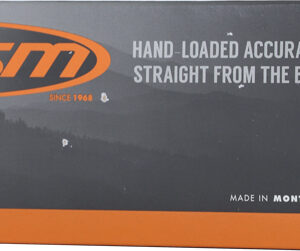 sm
SINCE 1968
HAND-LOADED ACCURA
STRAIGHT FROM THE B
MADE IN MONT